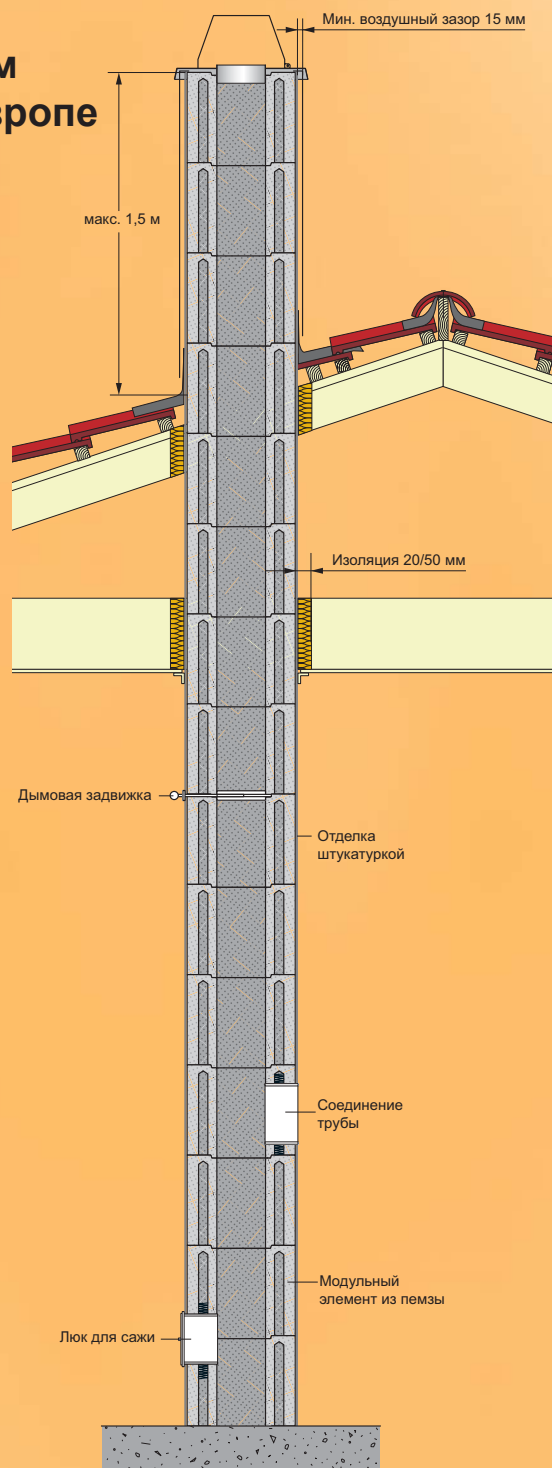 Мин. воздушный зазор 15 мм
м
вропе
макс. 1,5 м
Изоляция 20/50 мм
Дымовая задвижка
Отделка
штукатуркой
Соединение
трубы
Модульный
элемент из пемзы
Люк для сажи